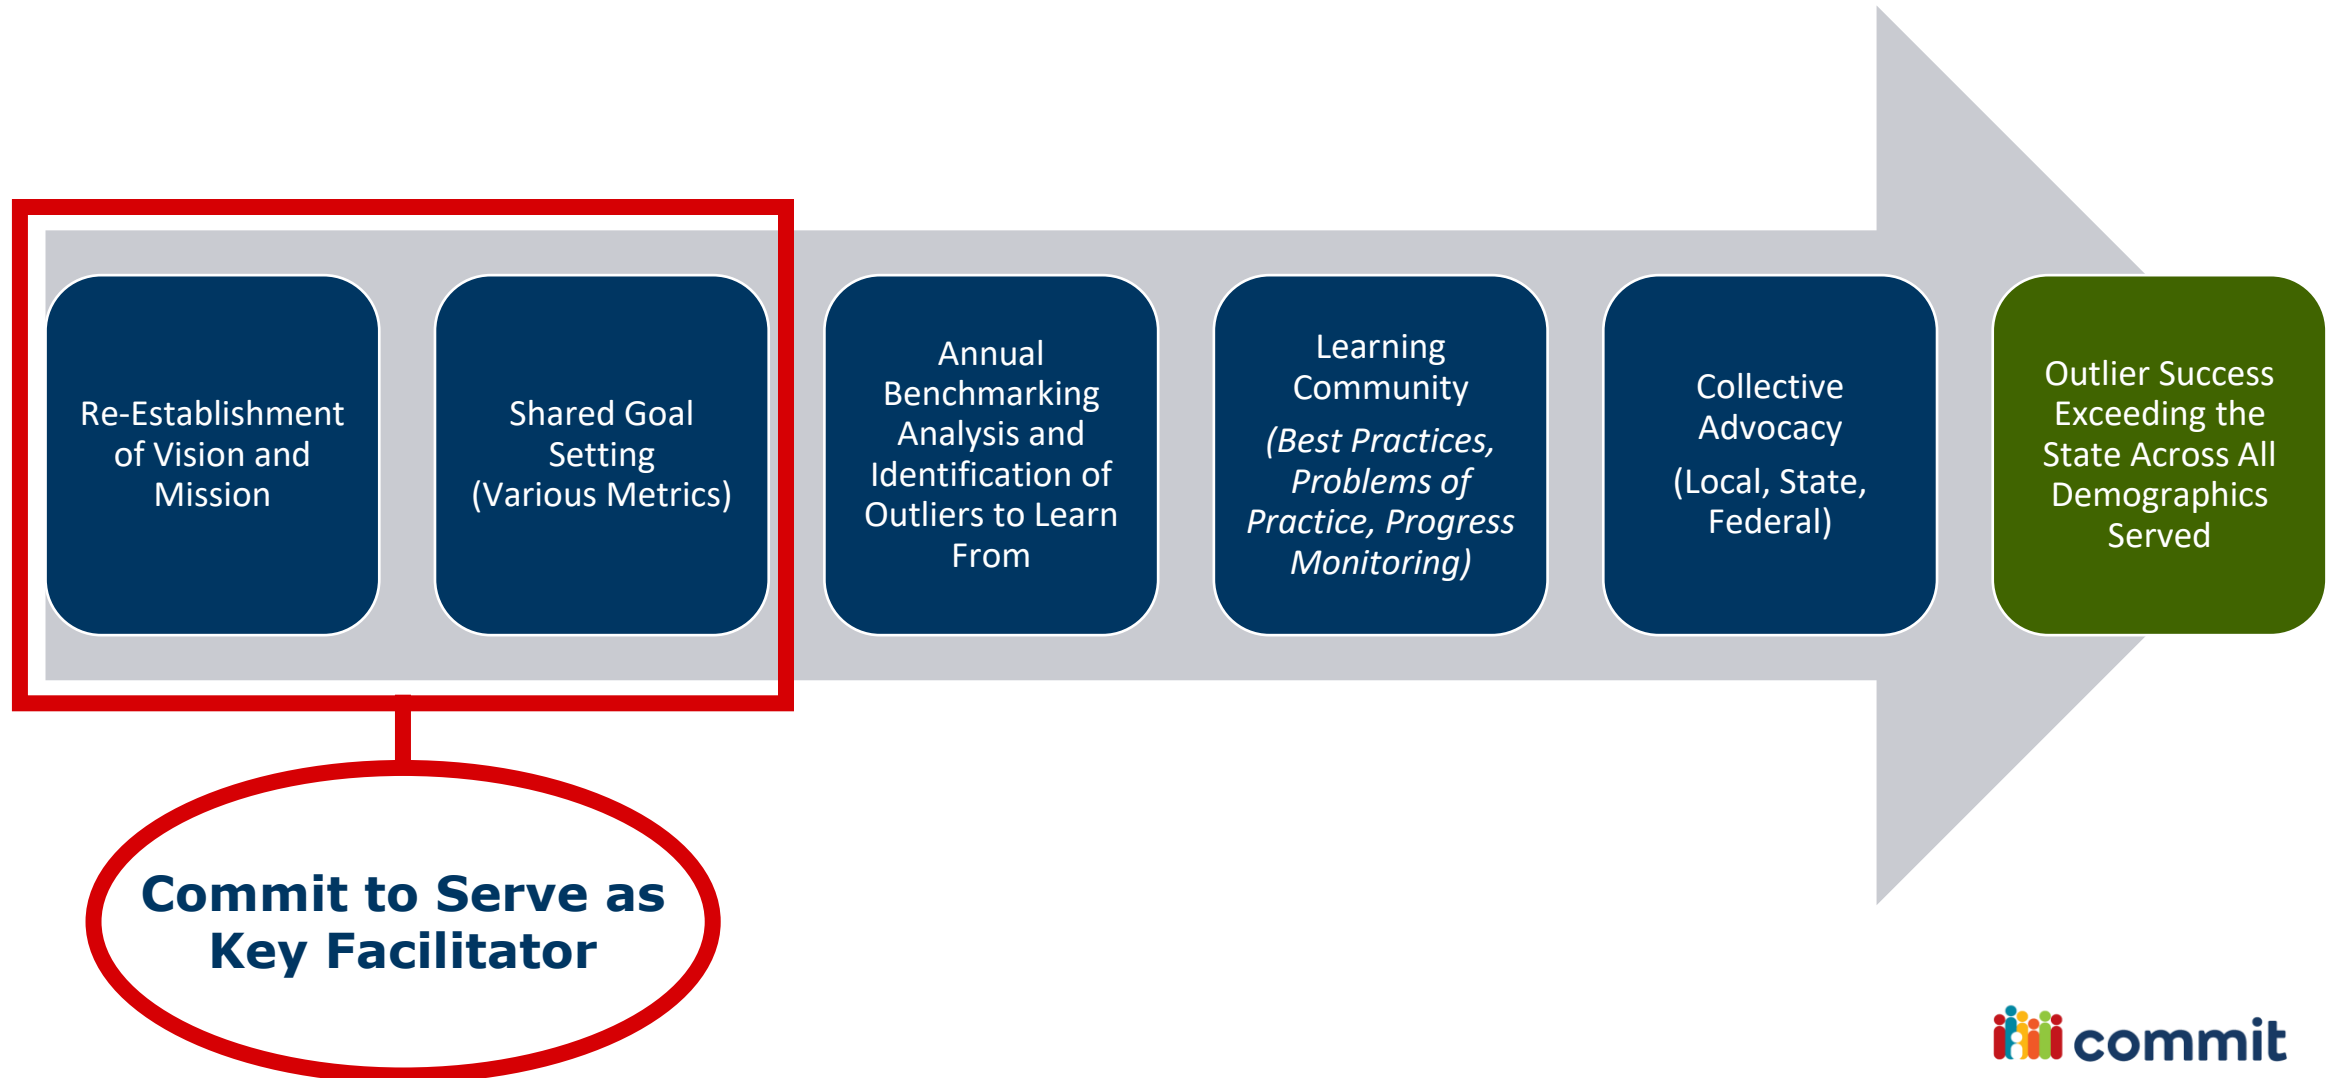 Re-Establishment
of Vision and
Mission
Shared Goal
Setting
(Various Metrics)
Annual
Benchmarking
Analysis and
Identification of
Outliers to Learn
From
Learning
Community
(Best Practices,
Problems of
Practice, Progress
Monitoring)
Collective
Advocacy
(Local, State,
Federal)
Outlier Success
Exceeding the
State Across All
Demographics
Served
Commit to Serve as
Key Facilitator
commit